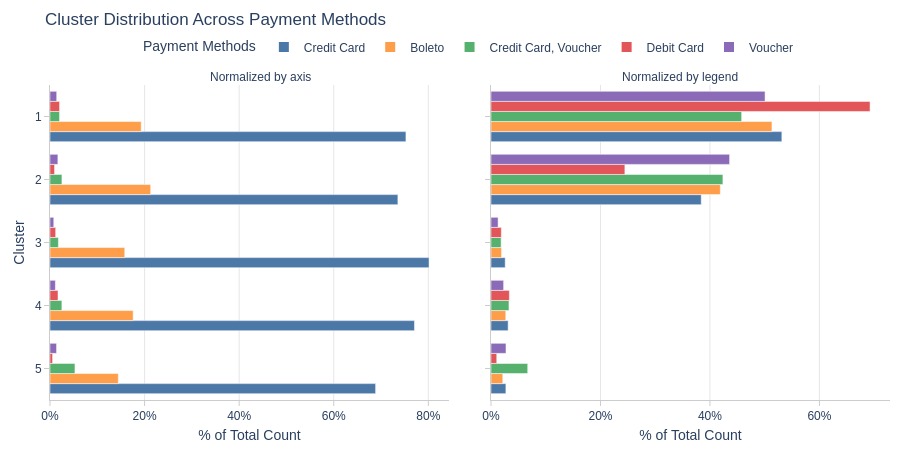 Cluster Distribution Across Payment Methods
Payment Methods Credit Card Boleto Credit Card, Voucher Debit Card Voucher
Normalized by axis Normalized by legend
Cluster
1
2
3
4
5
0% 20% 40% 60% 80% 0% 20% 40% 60%
% of Total Count % of Total Count